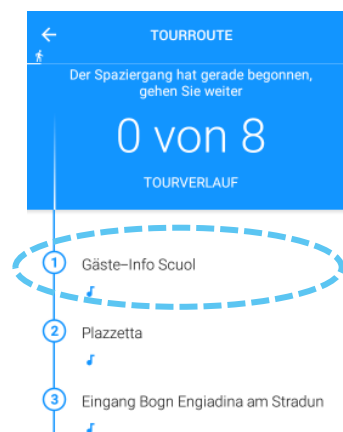 TOURROUTE
Der Spaziergang hat gerade begonnen,
gehen Sie weiter
0 von 8
TOURVERLAUF
1 Gäste–Info Scuol
2 Plazzetta
3 Eingang Bogn Engiadina am Stradun